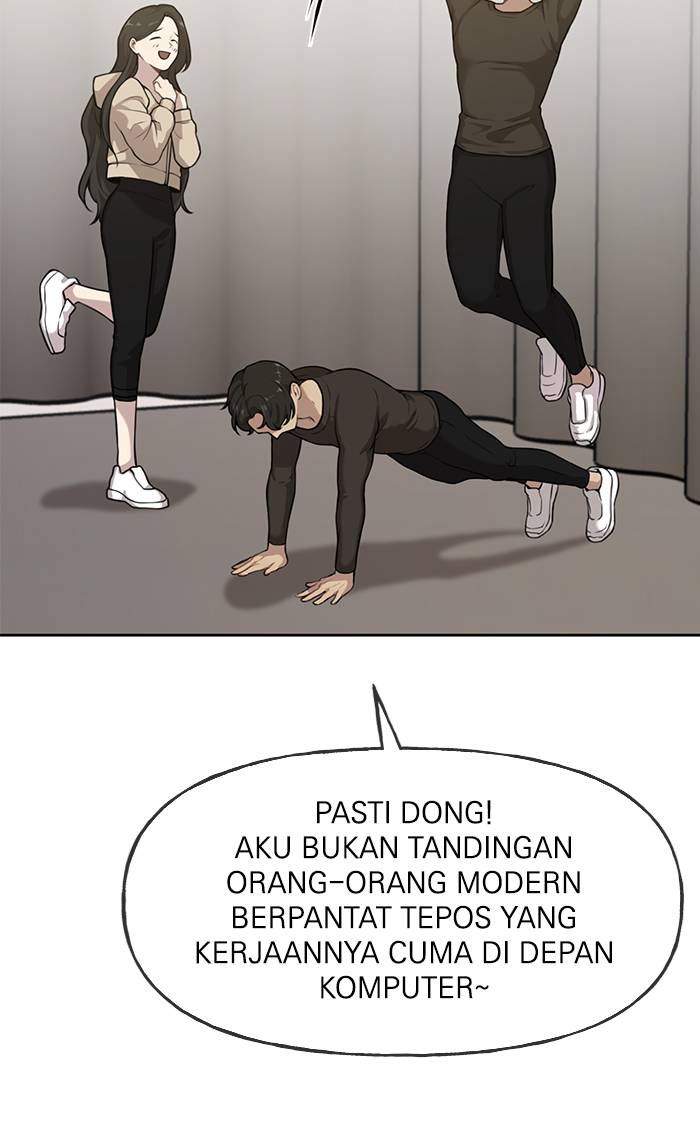 PASTI DONG!
AKU BUKAN TANDINGAN
ORANG-ORANG MODERN
BERPANTAT TEPOS YANG
KERJAANNYA CUMA DI DEPAN
KOMPUTER~